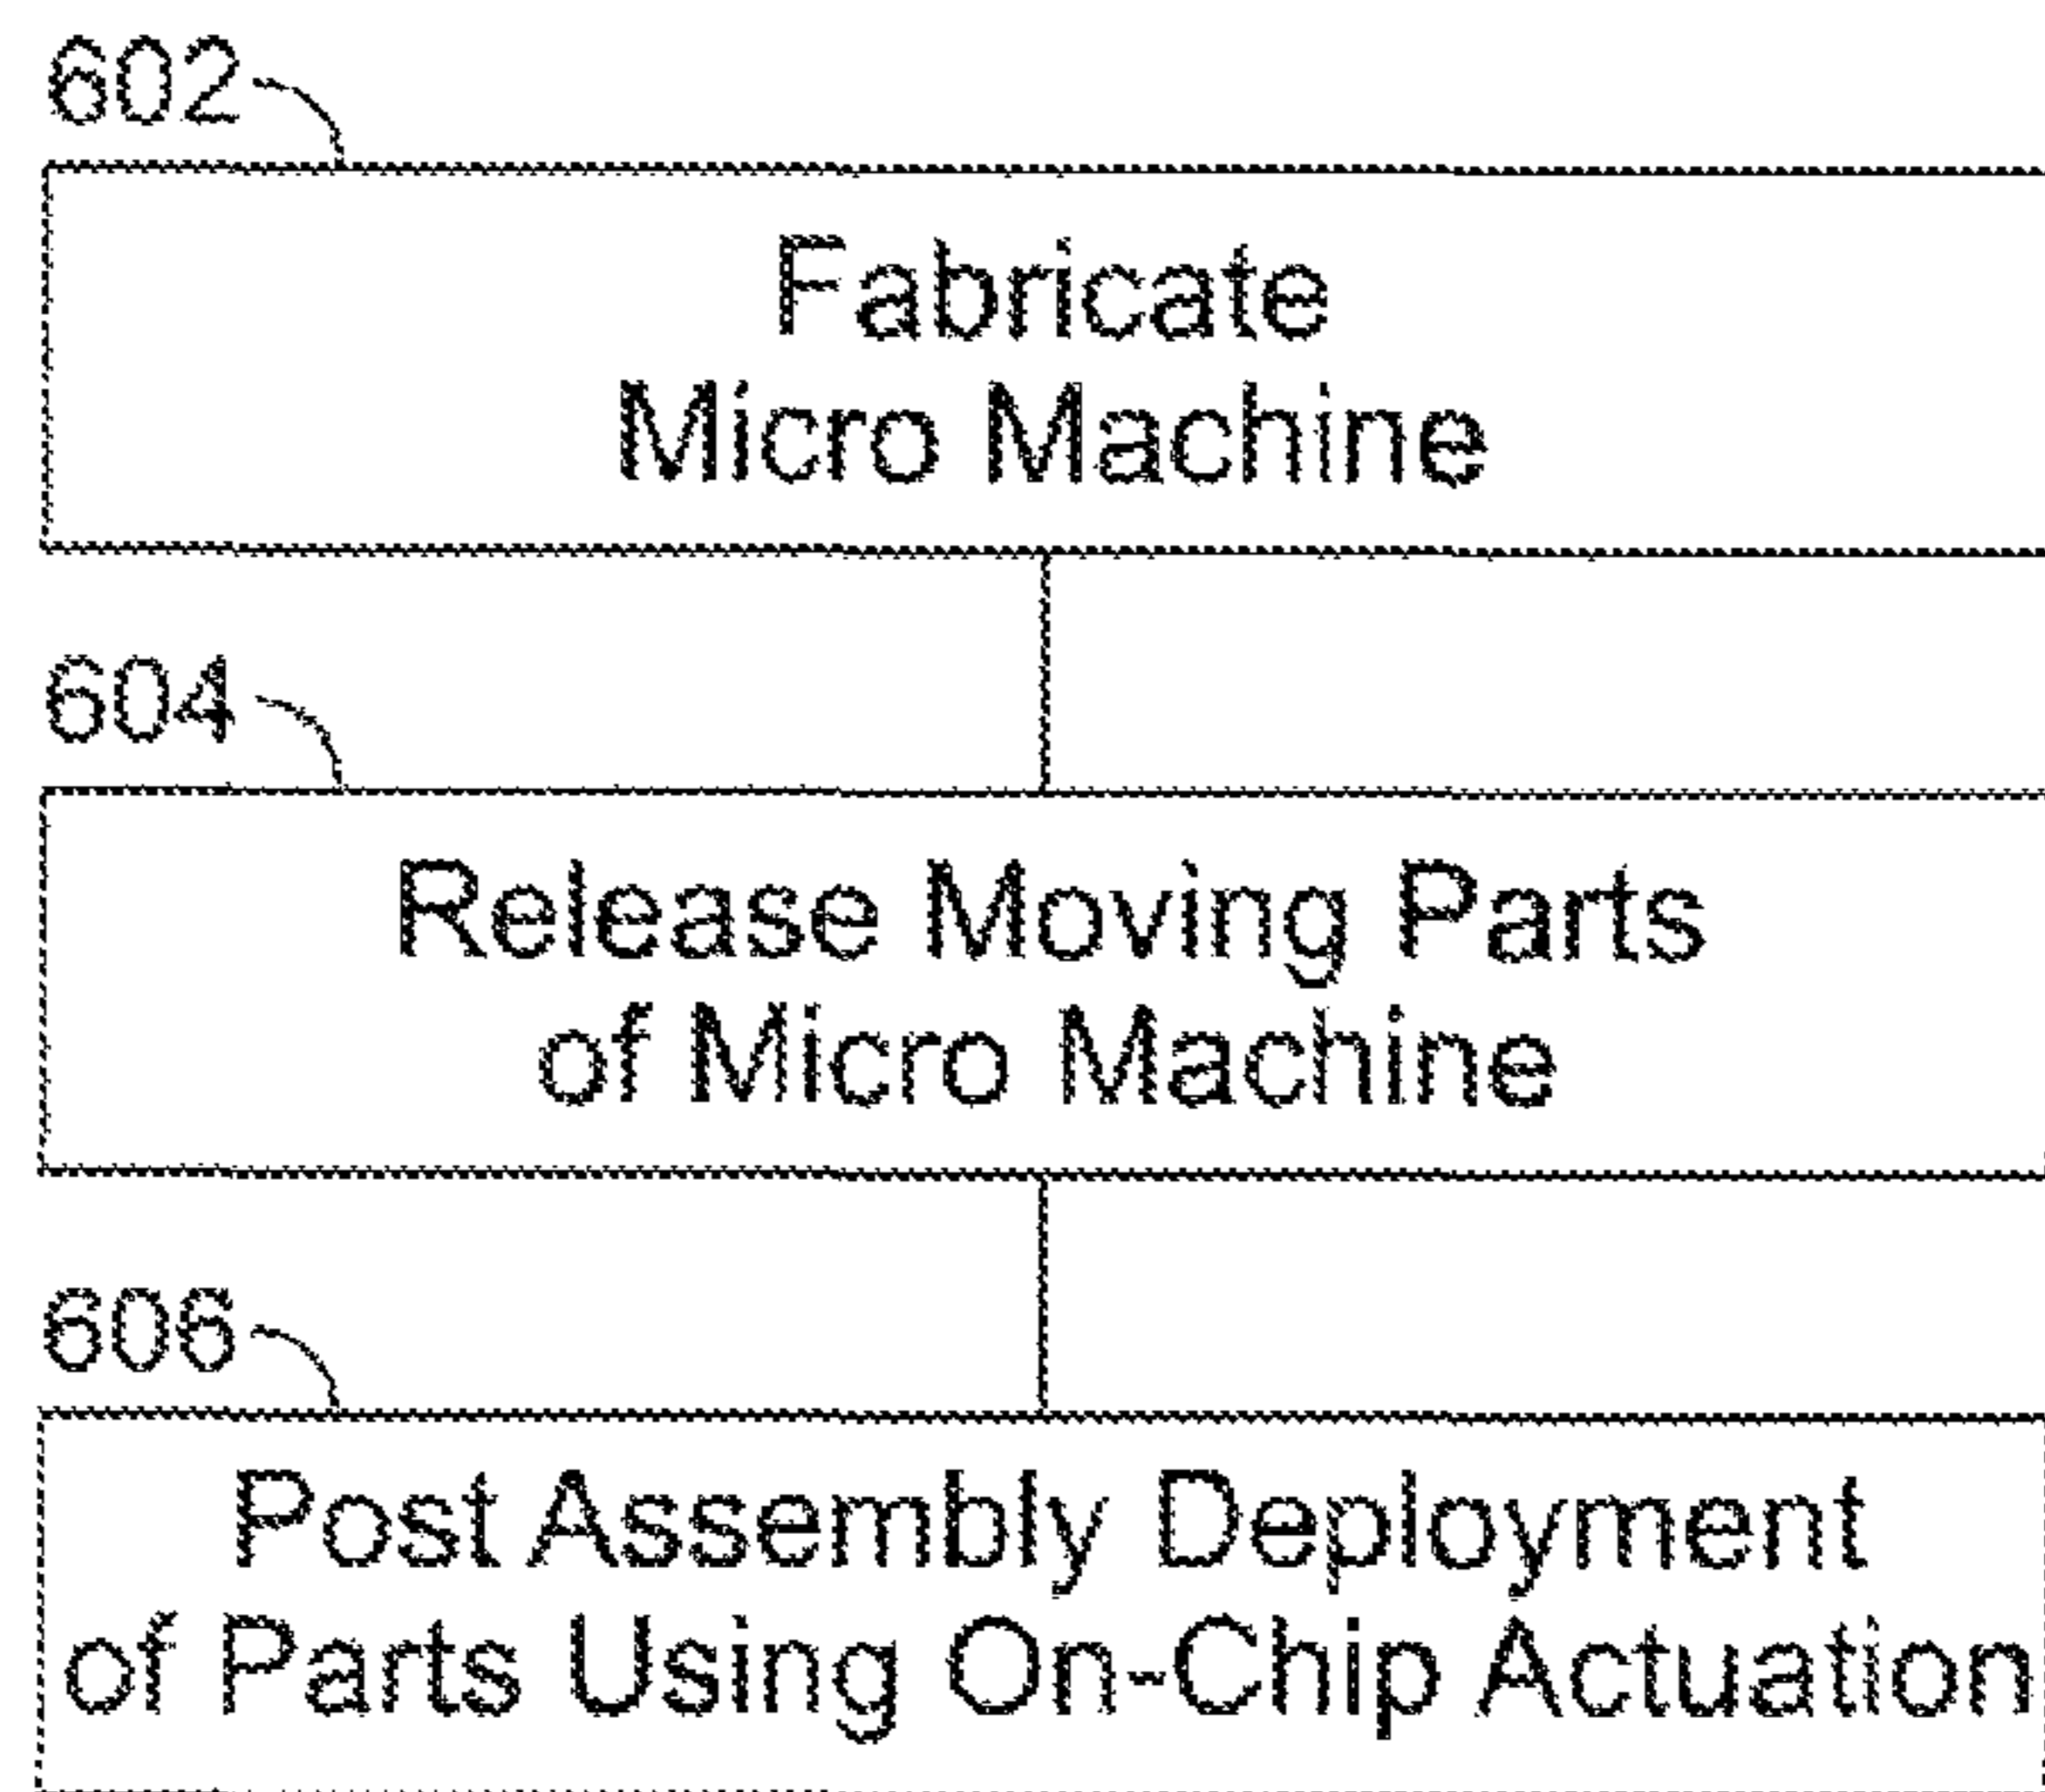 602
Fabricate
Micro Machine
604
Release Moving Parts
of Micro Machine
606
Post Assembly Deployment
of Parts Using On-Chip Actuation